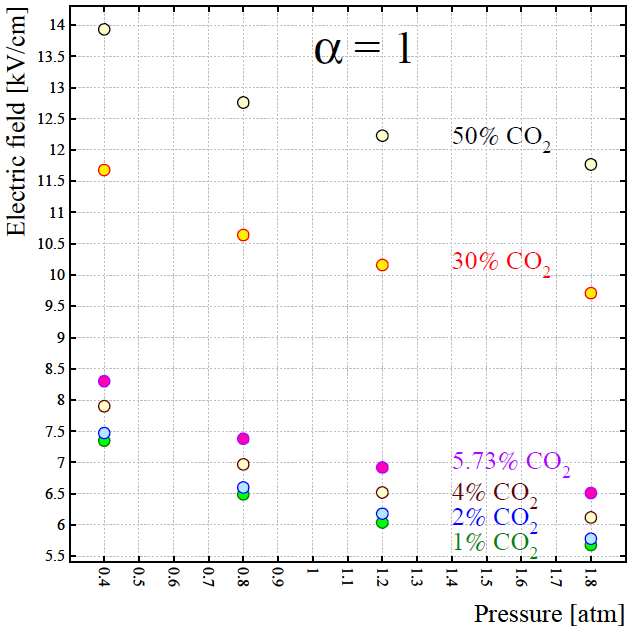 Electric field [kV/cm]
α = 1
14
13.5
13
12.5
12
11.5
11
10.5
10
9.5
9
8.5
8
7.5
7
6.5
6
5.5
50% CO2
30% CO2
5.73% CO2
4% CO2
2% CO2
1% CO2
0.4 0.5 0.6 0.7 0.8 0.9 1 1.1 1.2 1.3 1.4 1.5 1.6 1.7 1.8
Pressure [atm]